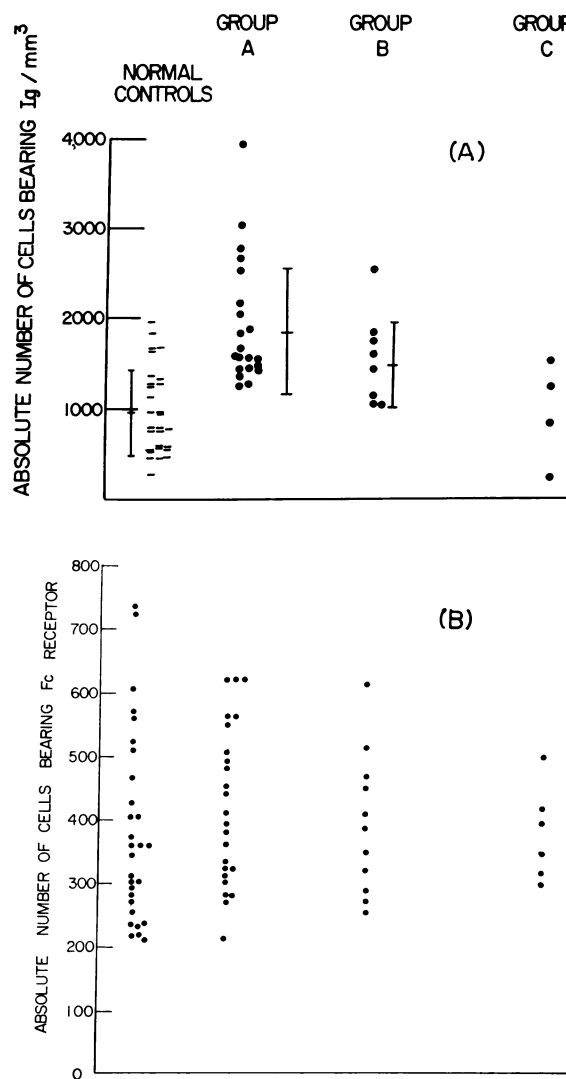 GROUP A
GROUP B
GROUP C
NORMAL
CONTROLS
ABSOLUTE NUMBER OF CELLS BEARING Ig/mm³
4,000
3000
2000
1000
(A)
ABSOLUTE NUMBER OF CELLS BEARING Fc RECEPTOR
800
700
600
500
400
300
200
100
0
(B)